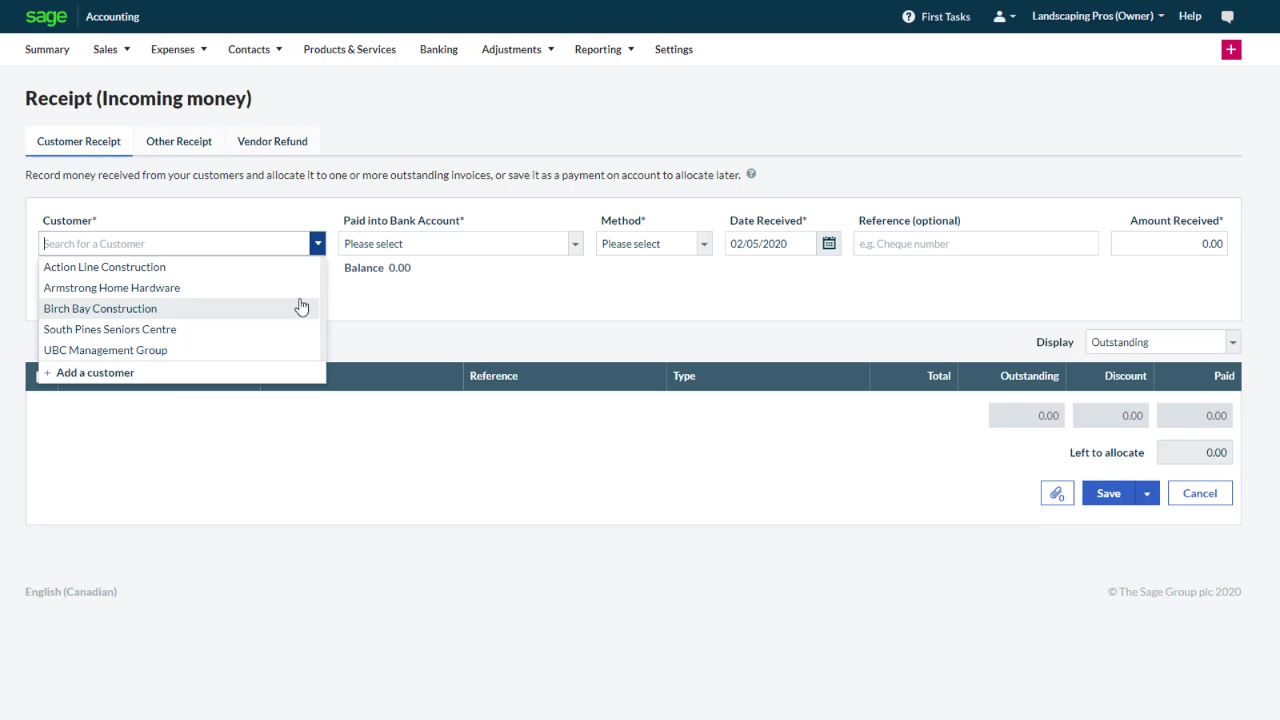 sage Accounting First Tasks Landscaping Pros (Owner) Help
Summary Sales Expenses Contacts Products & Services Banking Adjustments Reporting Settings +
Receipt (Incoming money)
Customer Receipt Other Receipt Vendor Refund
Record money received from your customers and allocate it to one or more outstanding invoices, or save it as a payment on account to allocate later.
Customer* Paid into Bank Account* Method* Date Received* Reference (optional) Amount Received*
Search for a Customer Please select Please select 02/05/2020 e.g. Cheque number 0.00
Action Line Construction Balance 0.00
Armstrong Home Hardware
Birch Bay Construction
South Pines Seniors Centre
UBC Management Group Display Outstanding
+ Add a customer Reference Type Total Outstanding Discount Paid
0.00 0.00 0.00
Left to allocate 0.00
0 Save Cancel
English (Canadian) © The Sage Group plc 2020